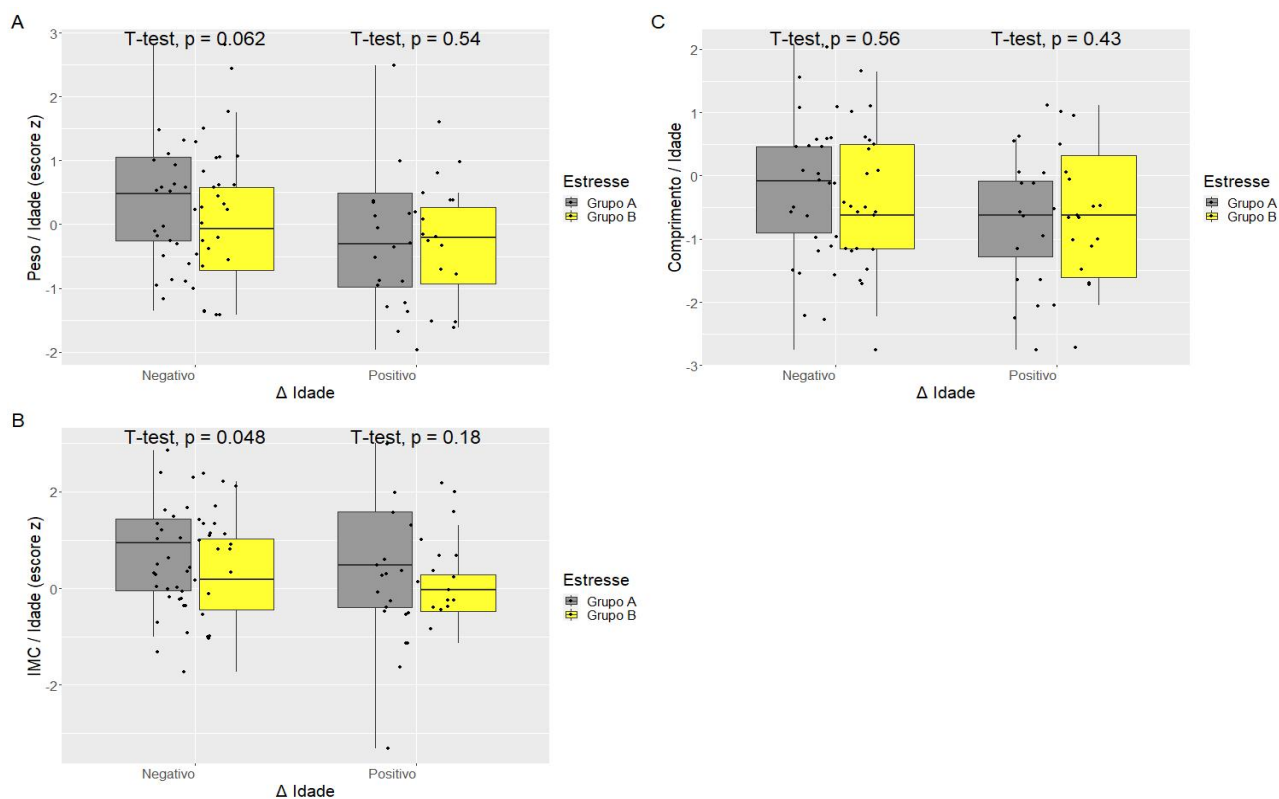 A
T-test, p = 0.062
T-test, p = 0.54
3
2
1
0
-1
-2
Peso / Idade (escore z)
Negativo
Positivo
Δ Idade
Estresse
Grupo A
Grupo B
C
T-test, p = 0.56
T-test, p = 0.43
2
1
0
-1
-2
-3
Comprimento / Idade
Negativo
Positivo
Δ Idade
Estresse
Grupo A
Grupo B
B
T-test, p = 0.048
T-test, p = 0.18
2
0
-2
IMC / Idade (escore z)
Negativo
Positivo
Δ Idade
Estresse
Grupo A
Grupo B